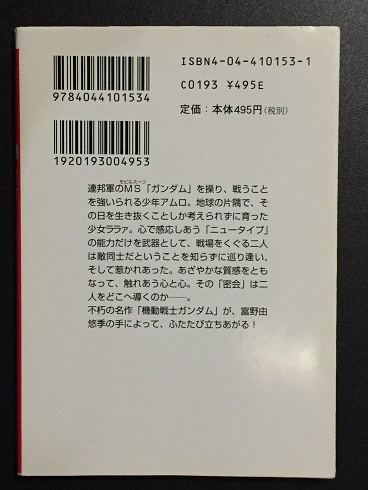 ISBN4-04-410153-1
9784044101534
C0193 ¥495E
定価：本体495円（税別）
1920193004953
モビルスーツ
連邦軍のＭＳ「ガンダム」を操り、戦うこと
を強いられる少年アムロ。地球の片隅で、そ
の日を生き抜くことしか考えられずに育った
少女ララァ。心で感応しあう「ニュータイプ」
の能力だけを武器として、戦場をくぐる二人
は敵同士だということを知らずに巡り逢い、
そして惹かれあった。あざやかな質感をとも
なって、触れあう心と心。その「密会」は二
人をどこへ導くのか――。
不朽の名作「機動戦士ガンダム」が、富野由
悠季の手によって、ふたたび立ちあがる！